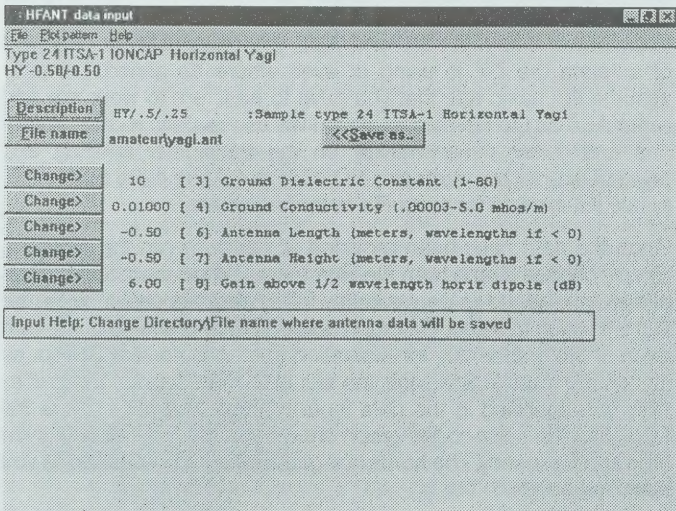 HFANT data input
File Plot pattern Help
Type 24 ITSA-1 IONCAP Horizontal Yagi
HY -0.50/-0.50
Description HY/.5/.25 :Sample type 24 ITSA-1 Horizontal Yagi
File name amateur\yagi.ant <<Save as..
Change> 10 [ 3] Ground Dielectric Constant (1-80)
Change> 0.01000 [ 4] Ground Conductivity (.00003-5.0 mhos/m)
Change> -0.50 [ 6] Antenna Length (meters, wavelengths if < 0)
Change> -0.50 [ 7] Antenna Height (meters, wavelengths if < 0)
Change> 6.00 [ 8] Gain above 1/2 wavelength horiz dipole (dB)
Input Help: Change Directory\File name where antenna data will be saved